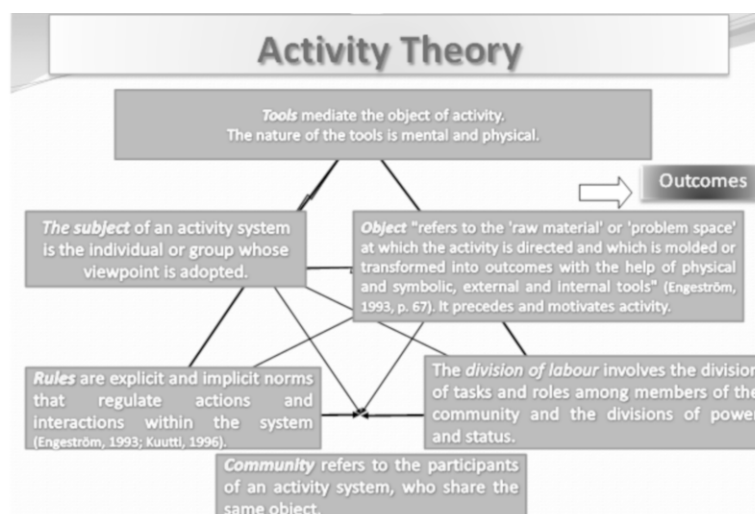 Activity Theory
Tools mediate the object of activity.
The nature of the tools is mental and physical.
Outcomes
The subject of an activity system
is the individual or group whose
viewpoint is adopted.
Object "refers to the 'raw material' or 'problem space'
at which the activity is directed and which is molded or
transformed into outcomes with the help of physical
and symbolic, external and internal tools" (Engeström,
1993, p. 67). It precedes and motivates activity.
Rules are explicit and implicit norms
that regulate actions and
interactions within the system
(Engeström, 1993; Kuutti, 1996).
The division of labour involves the division
of tasks and roles among members of the
community and the divisions of power
and status.
Community refers to the participants
of an activity system, who share the
same object.